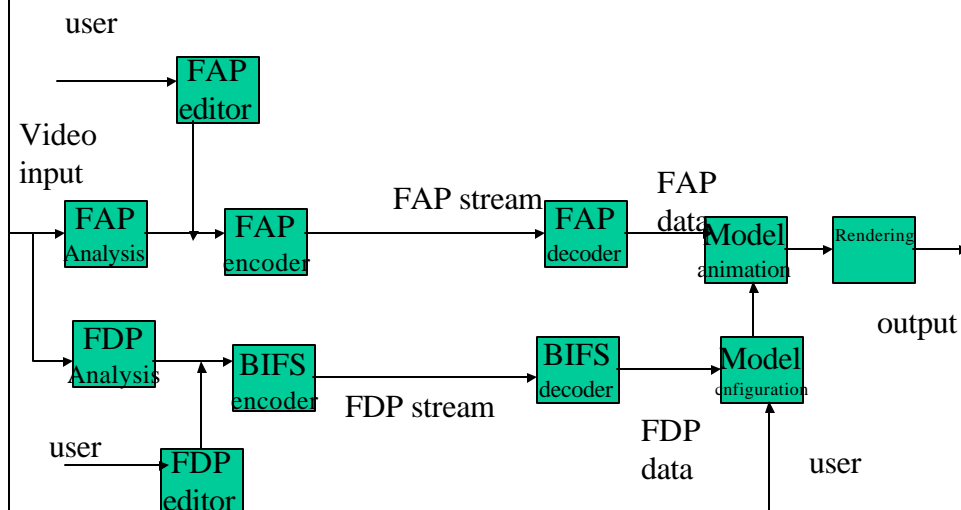 user
FAP
editor
Video
input
FAP stream
FAP
data
FAP
Analysis
FAP
encoder
FAP
decoder
Model
animation
Rendering
output
FDP
Analysis
BIFS
encoder
FDP stream
BIFS
decoder
Model
cnfiguration
FDP
data
user
user
FDP
editor